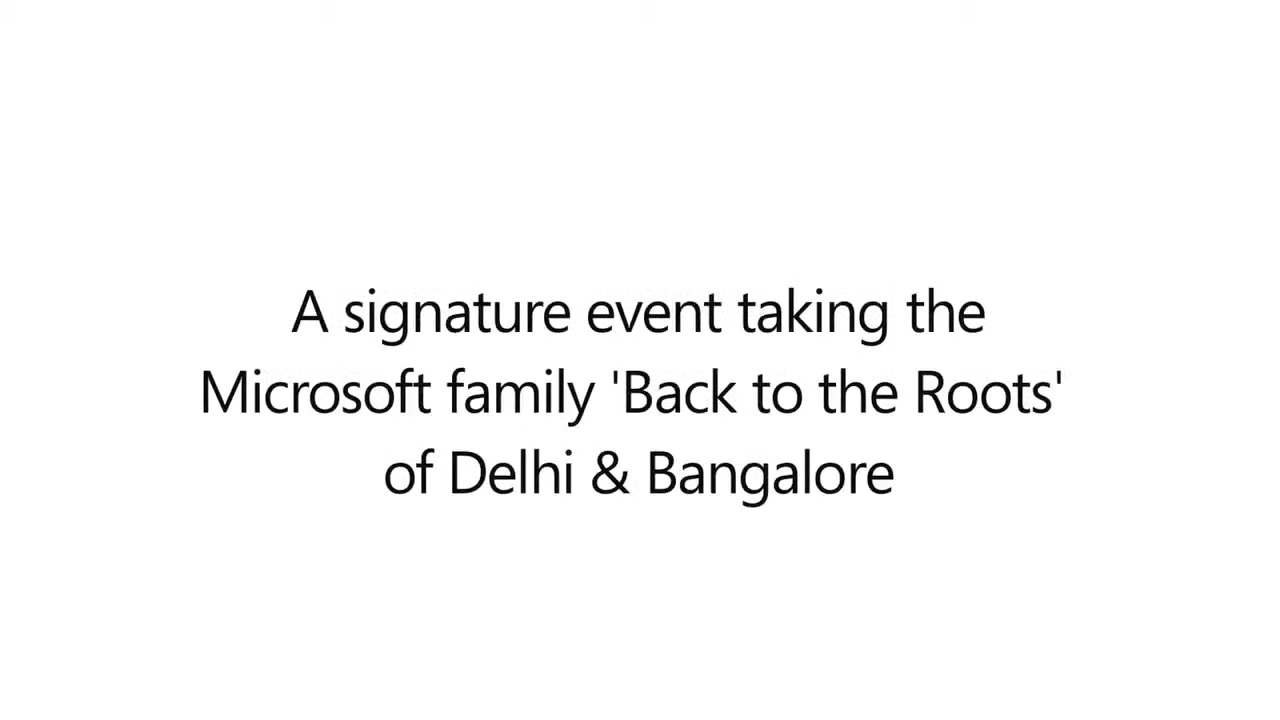 A signature event taking the
Microsoft family 'Back to the Roots'
of Delhi & Bangalore